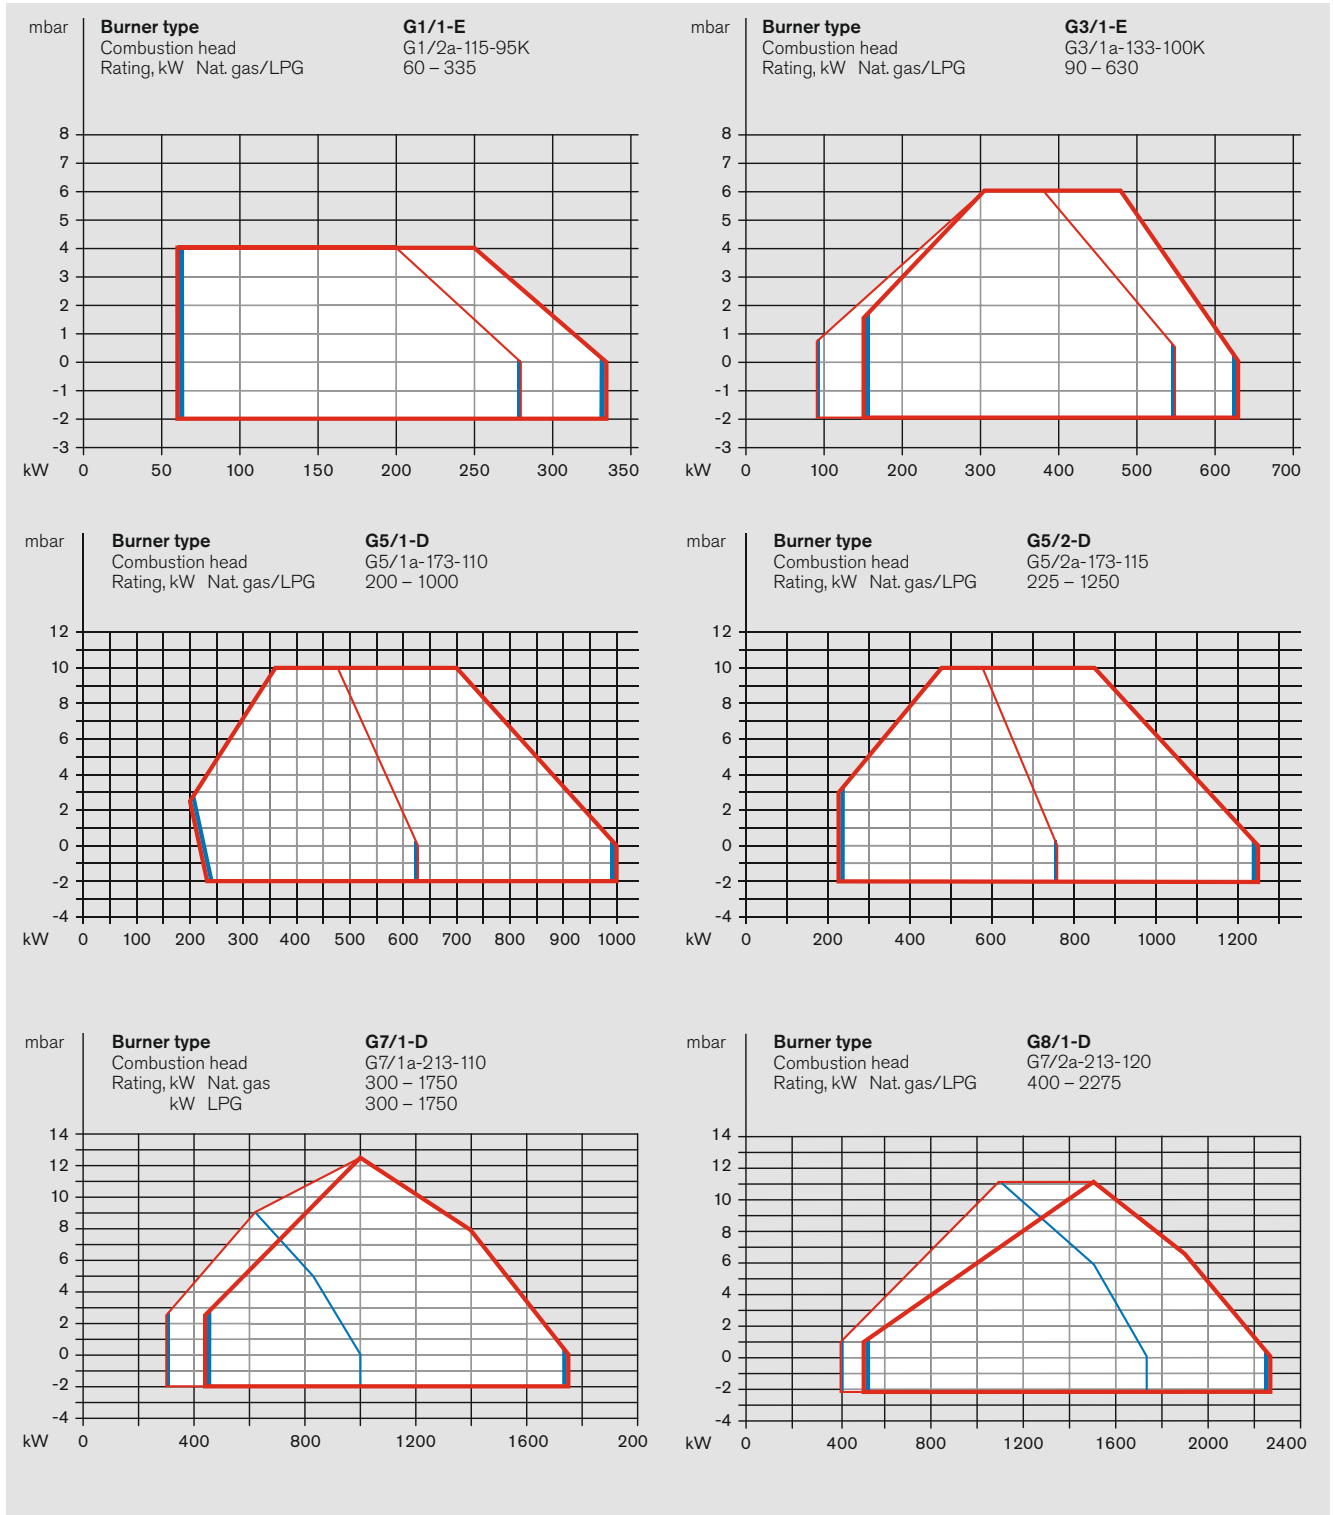 mbar
Burner type G1/1-E
Combustion head G1/2a-115-95K
Rating, kW Nat. gas/LPG 60 – 335
8
7
6
5
4
3
2
1
0
-1
-2
-3
kW 0 50 100 150 200 250 300 350
mbar
Burner type G3/1-E
Combustion head G3/1a-133-100K
Rating, kW Nat. gas/LPG 90 – 630
8
7
6
5
4
3
2
1
0
-1
-2
-3
kW 0 100 200 300 400 500 600 700
mbar
Burner type G5/1-D
Combustion head G5/1a-173-110
Rating, kW Nat. gas/LPG 200 – 1000
12
10
8
6
4
2
0
-2
-4
kW 0 100 200 300 400 500 600 700 800 900 1000
mbar
Burner type G5/2-D
Combustion head G5/2a-173-115
Rating, kW Nat. gas/LPG 225 – 1250
12
10
8
6
4
2
0
-2
-4
kW 0 200 400 600 800 1000 1200
mbar
Burner type G7/1-D
Combustion head G7/1a-213-110
Rating, kW Nat. gas 300 – 1750
kW LPG 300 – 1750
14
12
10
8
6
4
2
0
-2
-4
kW 0 400 800 1200 1600 200
mbar
Burner type G8/1-D
Combustion head G7/2a-213-120
Rating, kW Nat. gas/LPG 400 – 2275
14
12
10
8
6
4
2
0
-2
-4
kW 0 400 800 1200 1600 2000 2400